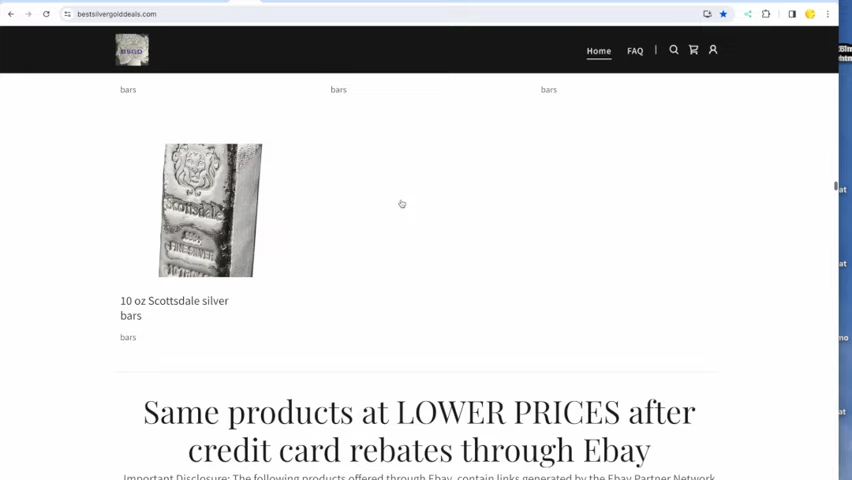 bestsilvergolddeals.com
BSGD
Home FAQ
bars bars bars
Scottsdale
10 oz Scottsdale silver
bars
bars
Same products at LOWER PRICES after
credit card rebates through Ebay
Important Disclosure: The following products offered through Ebay, contain links generated by the Ebay Partner Network